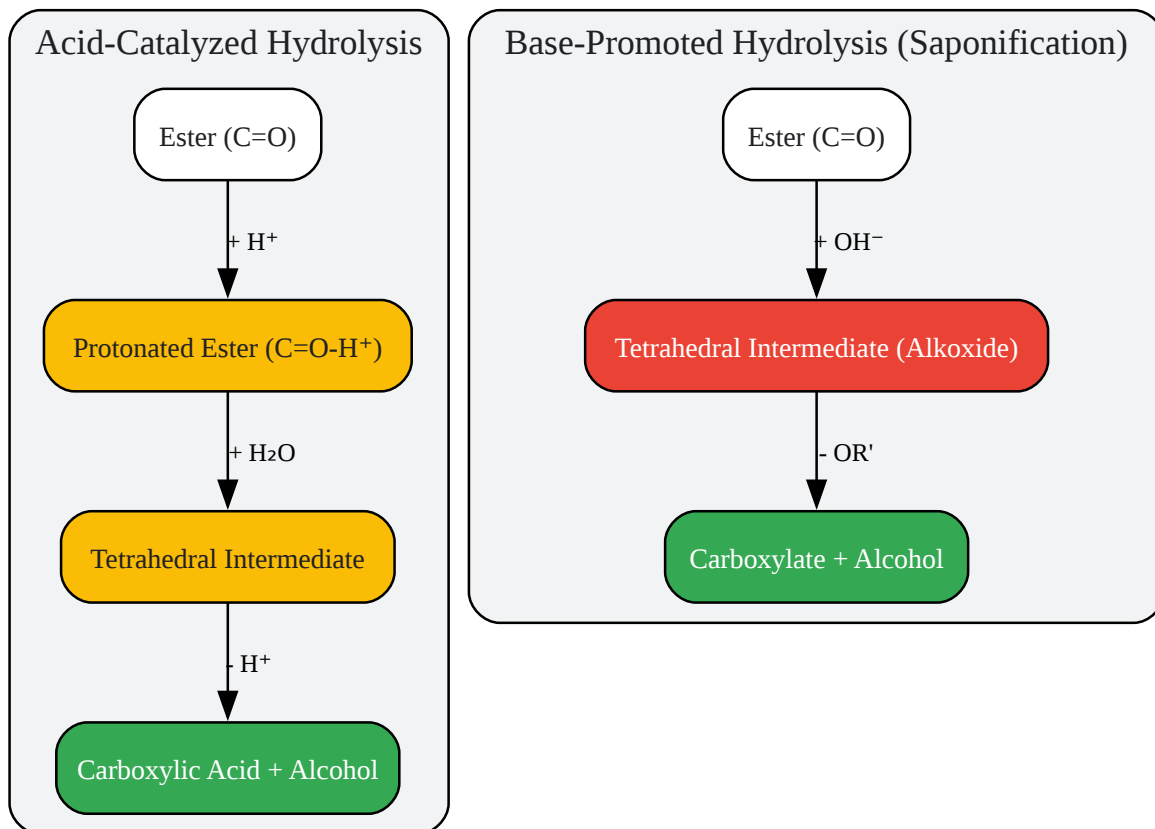 Acid-Catalyzed Hydrolysis
Ester (C=O)
+ H⁺
Protonated Ester (C=O-H⁺)
+ H₂O
Tetrahedral Intermediate
- H⁺
Carboxylic Acid + Alcohol
Base-Promoted Hydrolysis (Saponification)
Ester (C=O)
+ OH⁻
Tetrahedral Intermediate (Alkoxide)
- OR'
Carboxylate + Alcohol